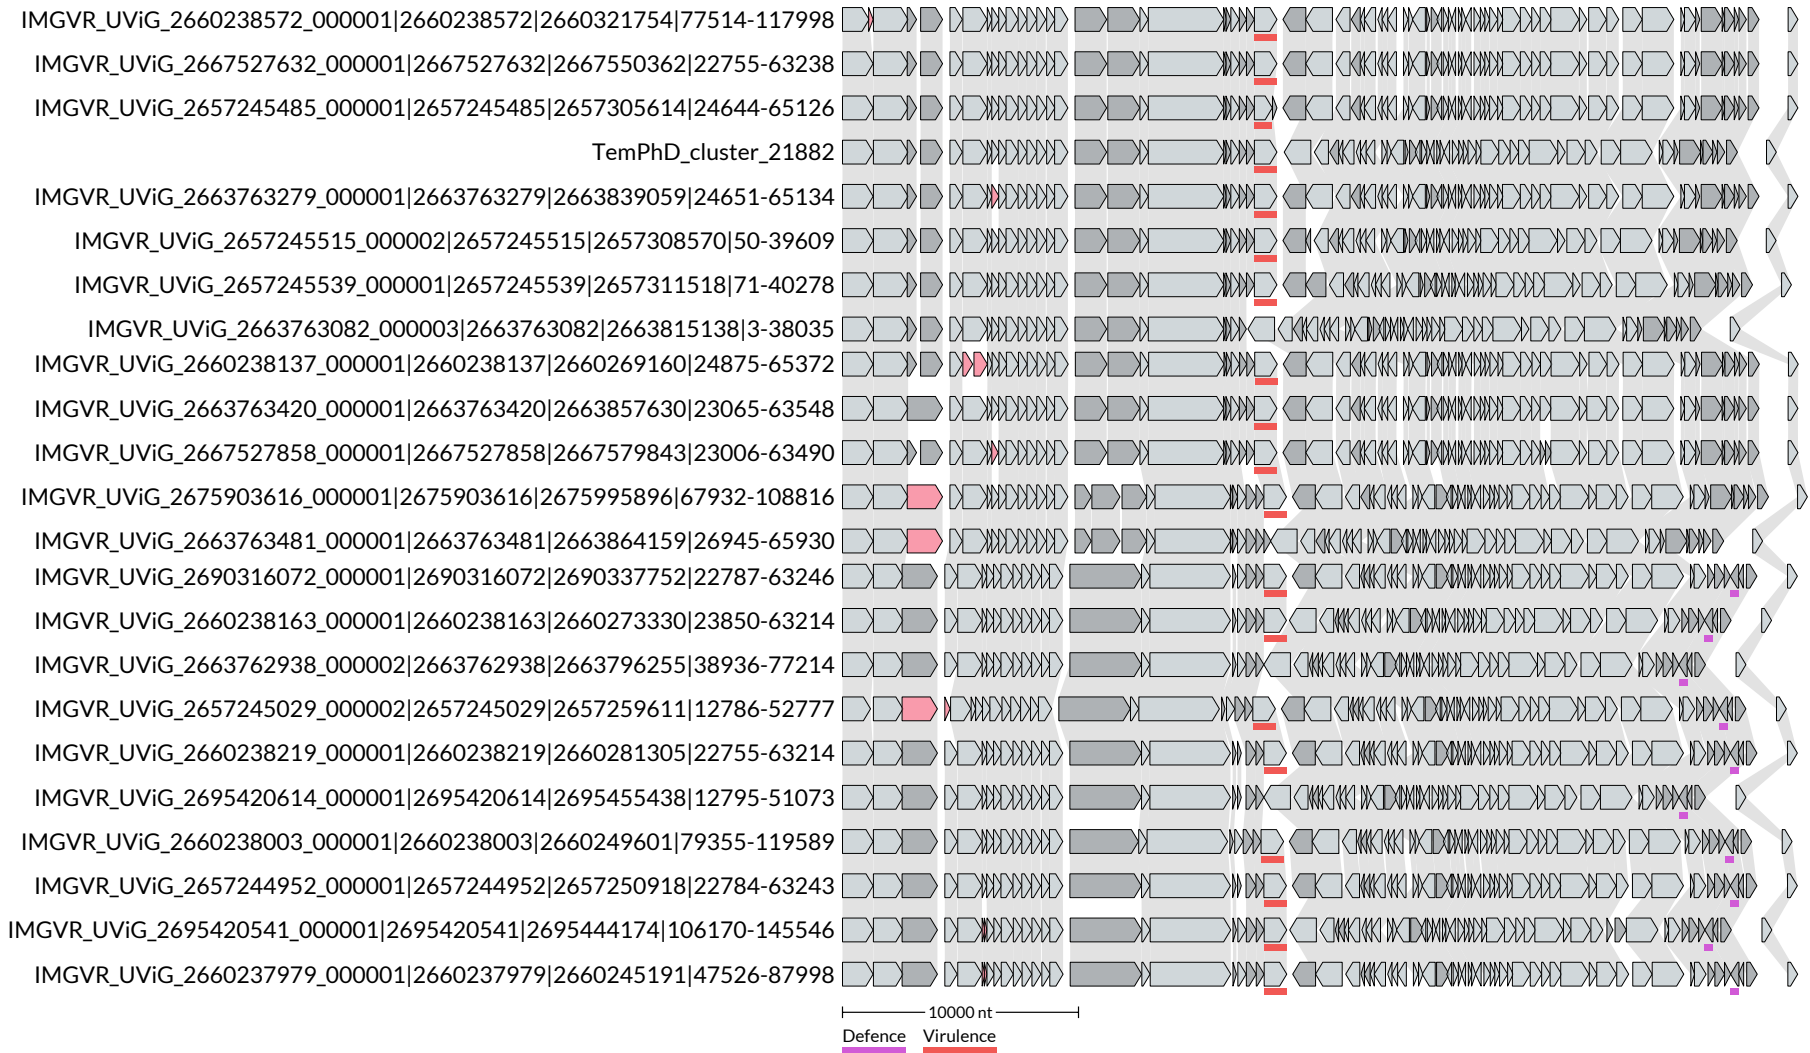 IMGVR_UViG_2660238572_000001|2660238572|2660321754|77514-117998
IMGVR_UViG_2667527632_000001|2667527632|2667550362|22755-63238
IMGVR_UViG_2657245485_000001|2657245485|2657305614|24644-65126
TemPhD_cluster_21882
IMGVR_UViG_2663763279_000001|2663763279|2663839059|24651-65134
IMGVR_UViG_2657245515_000002|2657245515|2657308570|50-39609
IMGVR_UViG_2657245539_000001|2657245539|2657311518|71-40278
IMGVR_UViG_2663763082_000003|2663763082|2663815138|3-38035
IMGVR_UViG_2660238137_000001|2660238137|2660269160|24875-65372
IMGVR_UViG_2663763420_000001|2663763420|2663857630|23065-63548
IMGVR_UViG_2667527858_000001|2667527858|2667579843|23006-63490
IMGVR_UViG_2675903616_000001|2675903616|2675995896|67932-108816
IMGVR_UViG_2663763481_000001|2663763481|2663864159|26945-65930
IMGVR_UViG_2690316072_000001|2690316072|2690337752|22787-63246
IMGVR_UViG_2660238163_000001|2660238163|2660273330|23850-63214
IMGVR_UViG_2663762938_000002|2663762938|2663796255|38936-77214
IMGVR_UViG_2657245029_000002|2657245029|2657259611|12786-52777
IMGVR_UViG_2660238219_000001|2660238219|2660281305|22755-63214
IMGVR_UViG_2695420614_000001|2695420614|2695455438|12795-51073
IMGVR_UViG_2660238003_000001|2660238003|2660249601|79355-119589
IMGVR_UViG_2657244952_000001|2657244952|2657250918|22784-63243
IMGVR_UViG_2695420541_000001|2695420541|2695444174|106170-145546
IMGVR_UViG_2660237979_000001|2660237979|2660245191|47526-87998
10000 nt
Defence Virulence